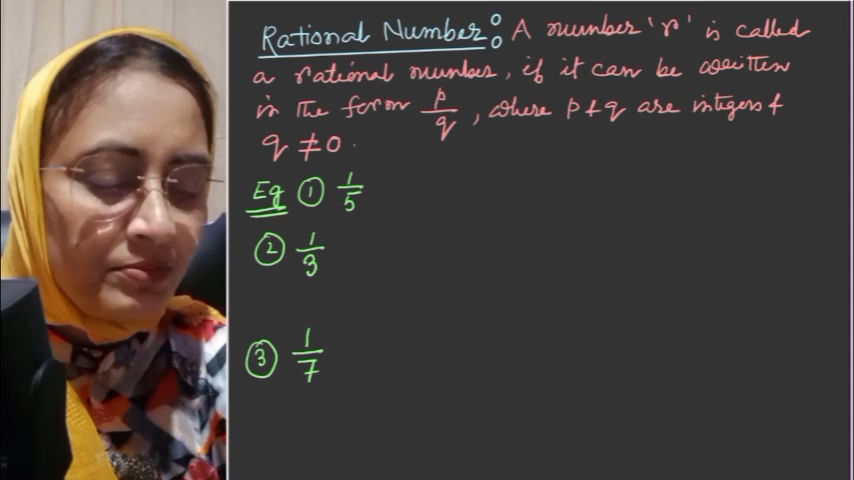 Rational Number: A number 'r' is called
a rational number, if it can be written
in the form p/q, where p & q are integers &
q ≠ 0.
Eg ① 1/5
② 1/3
③ 1/7